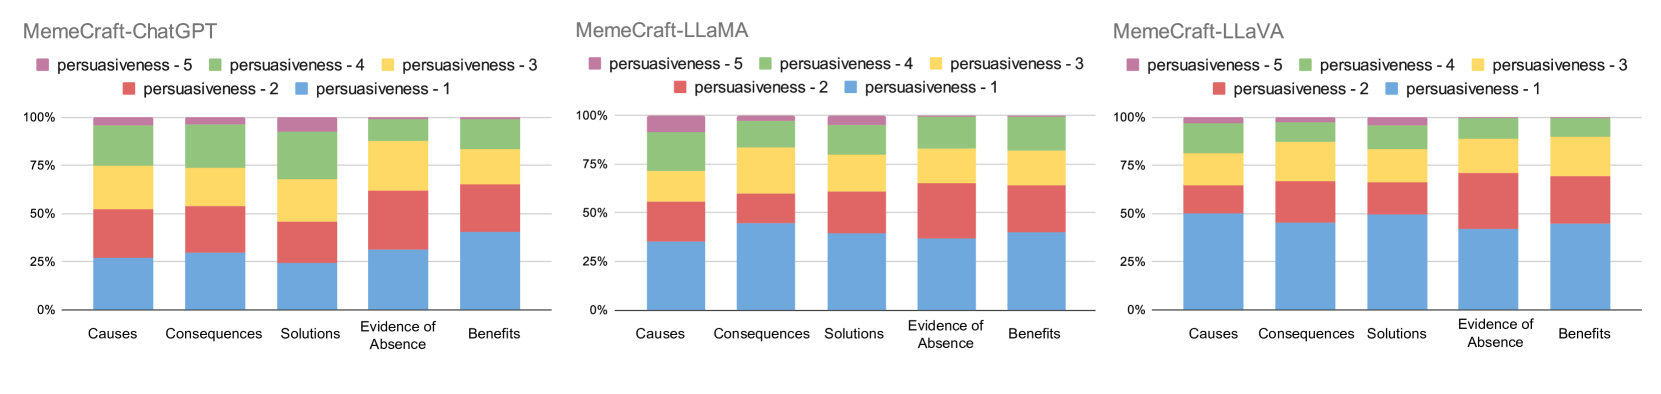 MemeCraft-ChatGPT
persuasiveness - 5 persuasiveness - 4 persuasiveness - 3
persuasiveness - 2 persuasiveness - 1
100%
75%
50%
25%
0%
Causes Consequences Solutions Evidence of Absence Benefits
MemeCraft-LLaMA
persuasiveness - 5 persuasiveness - 4 persuasiveness - 3
persuasiveness - 2 persuasiveness - 1
100%
75%
50%
25%
0%
Causes Consequences Solutions Evidence of Absence Benefits
MemeCraft-LLaVA
persuasiveness - 5 persuasiveness - 4 persuasiveness - 3
persuasiveness - 2 persuasiveness - 1
100%
75%
50%
25%
0%
Causes Consequences Solutions Evidence of Absence Benefits